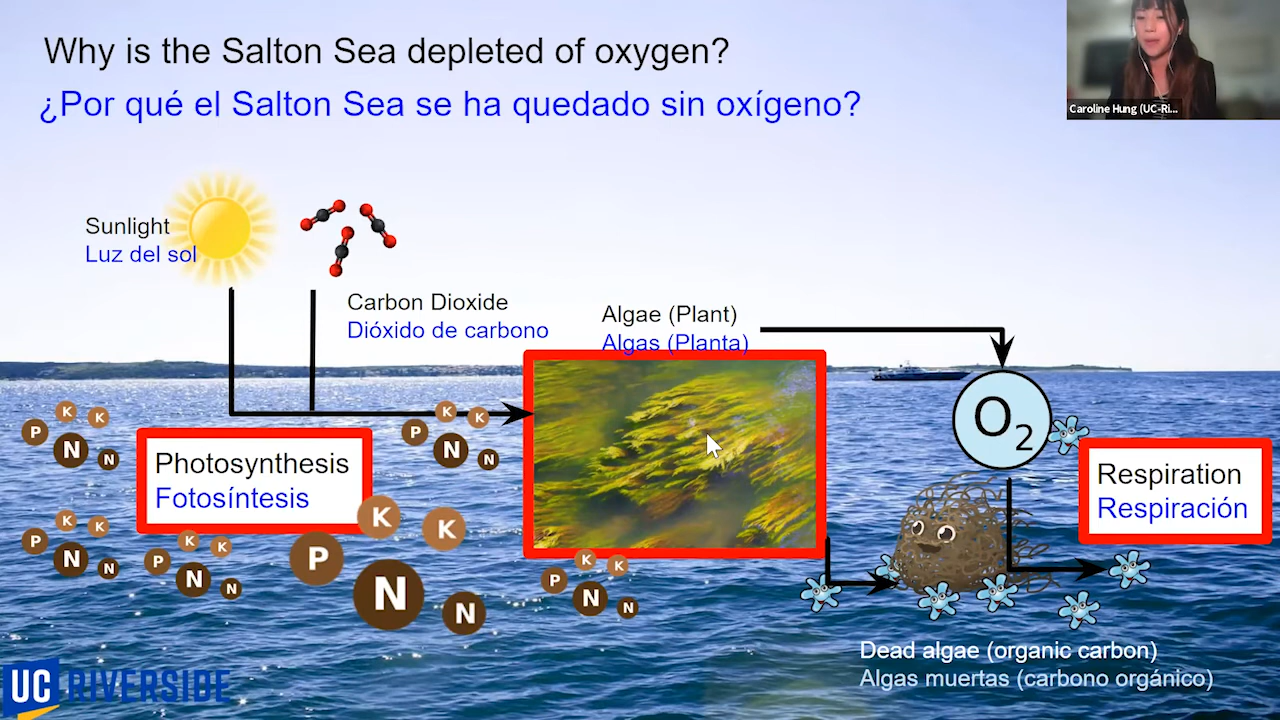 Why is the Salton Sea depleted of oxygen?
¿Por qué el Salton Sea se ha quedado sin oxígeno?
Caroline Hung (UC-Ri...
Sunlight
Luz del sol
Carbon Dioxide
Dióxido de carbono
Algae (Plant)
Algas (Planta)
O2
K K
P N N
K K
P N N
Photosynthesis
Fotosíntesis
Respiration
Respiración
K K
P N N
K K
P N N
K K
P N N
K K
P N N
Dead algae (organic carbon)
Algas muertas (carbono orgánico)
UC RIVERSIDE